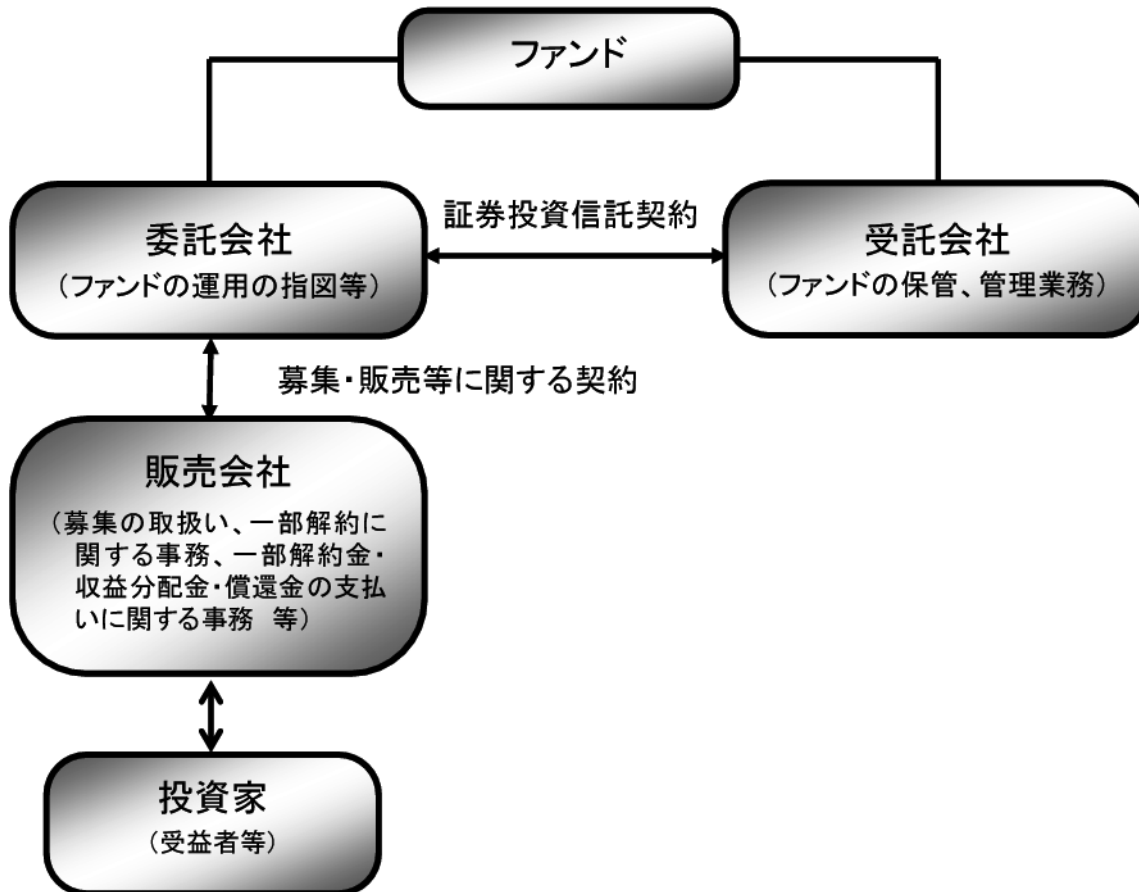 ファンド
委託会社
（ファンドの運用の指図等）
証券投資信託契約
受託会社
（ファンドの保管、管理業務）
募集・販売等に関する契約
販売会社
（募集の取扱い、一部解約に
関する事務、一部解約金・
収益分配金・償還金の支払
いに関する事務　等）
投資家
（受益者等）